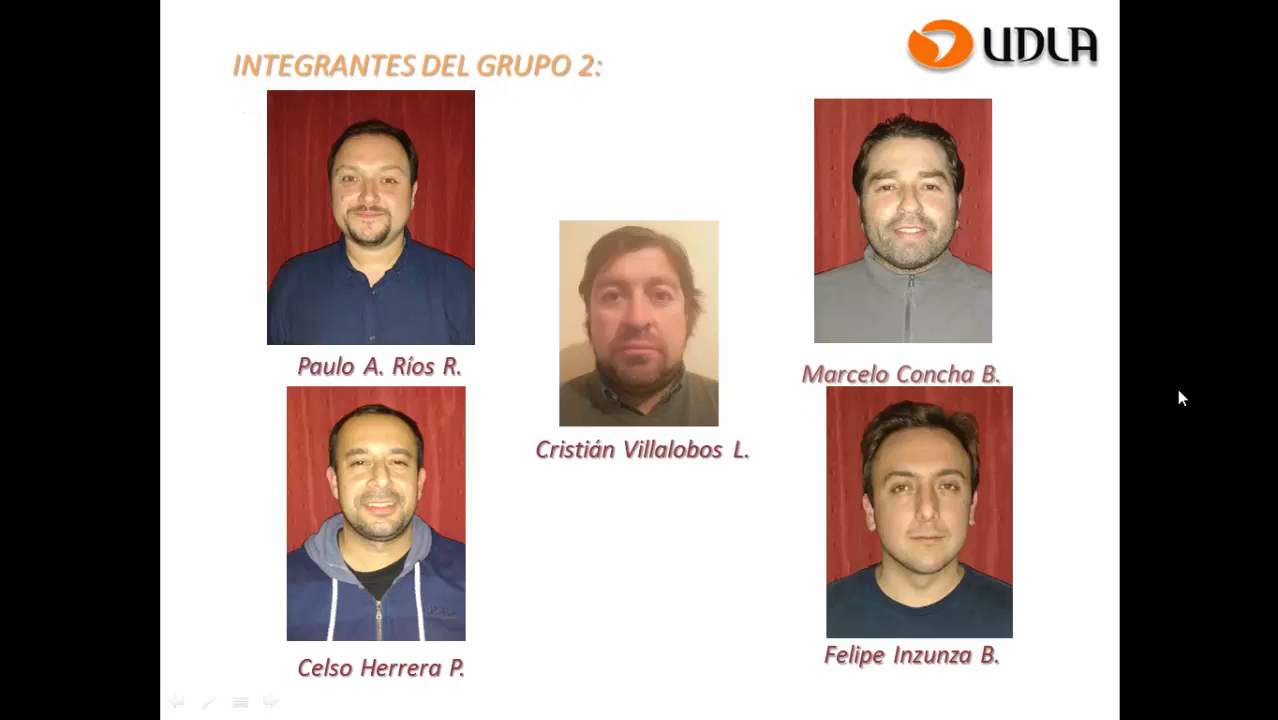 UDLA
INTEGRANTES DEL GRUPO 2:
Paulo A. Ríos R.
Marcelo Concha B.
Cristián Villalobos L.
Celso Herrera P.
Felipe Inzunza B.